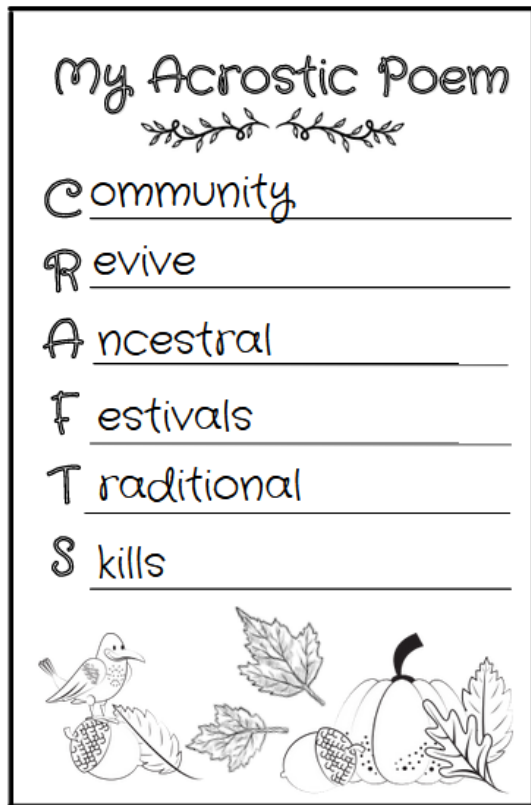 My Acrostic Poem
Community
Revive
Ancestral
Festivals
Traditional
Skills